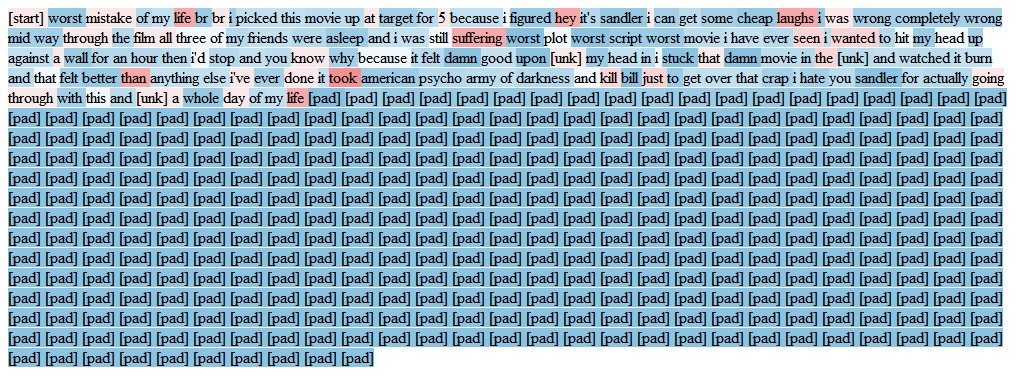 [start] worst mistake of my life br br i picked this movie up at target for 5 because i figured hey it's sandler i can get some cheap laughs i was wrong completely wrong
mid way through the film all three of my friends were asleep and i was still suffering worst plot worst script worst movie i have ever seen i wanted to hit my head up
against a wall for an hour then i'd stop and you know why because it felt damn good upon [unk] my head in i stuck that damn movie in the [unk] and watched it burn
and that felt better than anything else i've ever done it took american psycho army of darkness and kill bill just to get over that crap i hate you sandler for actually going
through with this and [unk] a whole day of my life [pad] [pad] [pad] [pad] [pad] [pad] [pad] [pad] [pad] [pad] [pad] [pad] [pad] [pad] [pad] [pad] [pad] [pad] [pad]
[pad] [pad] [pad] [pad] [pad] [pad] [pad] [pad] [pad] [pad] [pad] [pad] [pad] [pad] [pad] [pad] [pad] [pad] [pad] [pad] [pad] [pad] [pad] [pad] [pad] [pad] [pad]
[pad] [pad] [pad] [pad] [pad] [pad] [pad] [pad] [pad] [pad] [pad] [pad] [pad] [pad] [pad] [pad] [pad] [pad] [pad] [pad] [pad] [pad] [pad] [pad] [pad] [pad] [pad]
[pad] [pad] [pad] [pad] [pad] [pad] [pad] [pad] [pad] [pad] [pad] [pad] [pad] [pad] [pad] [pad] [pad] [pad] [pad] [pad] [pad] [pad] [pad] [pad] [pad] [pad] [pad]
[pad] [pad] [pad] [pad] [pad] [pad] [pad] [pad] [pad] [pad] [pad] [pad] [pad] [pad] [pad] [pad] [pad] [pad] [pad] [pad] [pad] [pad] [pad] [pad] [pad] [pad] [pad]
[pad] [pad] [pad] [pad] [pad] [pad] [pad] [pad] [pad] [pad] [pad] [pad] [pad] [pad] [pad] [pad] [pad] [pad] [pad] [pad] [pad] [pad] [pad] [pad] [pad] [pad] [pad]
[pad] [pad] [pad] [pad] [pad] [pad] [pad] [pad] [pad] [pad] [pad] [pad] [pad] [pad] [pad] [pad] [pad] [pad] [pad] [pad] [pad] [pad] [pad] [pad] [pad] [pad] [pad]
[pad] [pad] [pad] [pad] [pad] [pad] [pad] [pad] [pad] [pad] [pad] [pad] [pad] [pad] [pad] [pad] [pad] [pad] [pad] [pad] [pad] [pad] [pad] [pad] [pad] [pad] [pad]
[pad] [pad] [pad] [pad] [pad] [pad] [pad] [pad] [pad] [pad] [pad] [pad] [pad] [pad] [pad] [pad] [pad] [pad] [pad] [pad] [pad] [pad] [pad] [pad] [pad] [pad] [pad]
[pad] [pad] [pad] [pad] [pad] [pad] [pad] [pad] [pad] [pad] [pad] [pad] [pad] [pad] [pad] [pad] [pad] [pad] [pad] [pad] [pad] [pad] [pad] [pad] [pad] [pad] [pad]
[pad] [pad] [pad] [pad] [pad] [pad] [pad] [pad] [pad] [pad] [pad] [pad] [pad] [pad] [pad] [pad] [pad] [pad] [pad] [pad] [pad] [pad] [pad] [pad] [pad] [pad] [pad]
[pad] [pad] [pad] [pad] [pad] [pad] [pad] [pad] [pad] [pad] [pad] [pad] [pad] [pad] [pad] [pad] [pad] [pad] [pad] [pad] [pad] [pad] [pad] [pad] [pad] [pad] [pad]
[pad] [pad] [pad] [pad] [pad] [pad] [pad] [pad] [pad] [pad] [pad] [pad] [pad] [pad] [pad] [pad] [pad] [pad] [pad] [pad] [pad] [pad] [pad] [pad] [pad] [pad] [pad]
[pad] [pad] [pad] [pad] [pad] [pad] [pad] [pad] [pad] [pad]